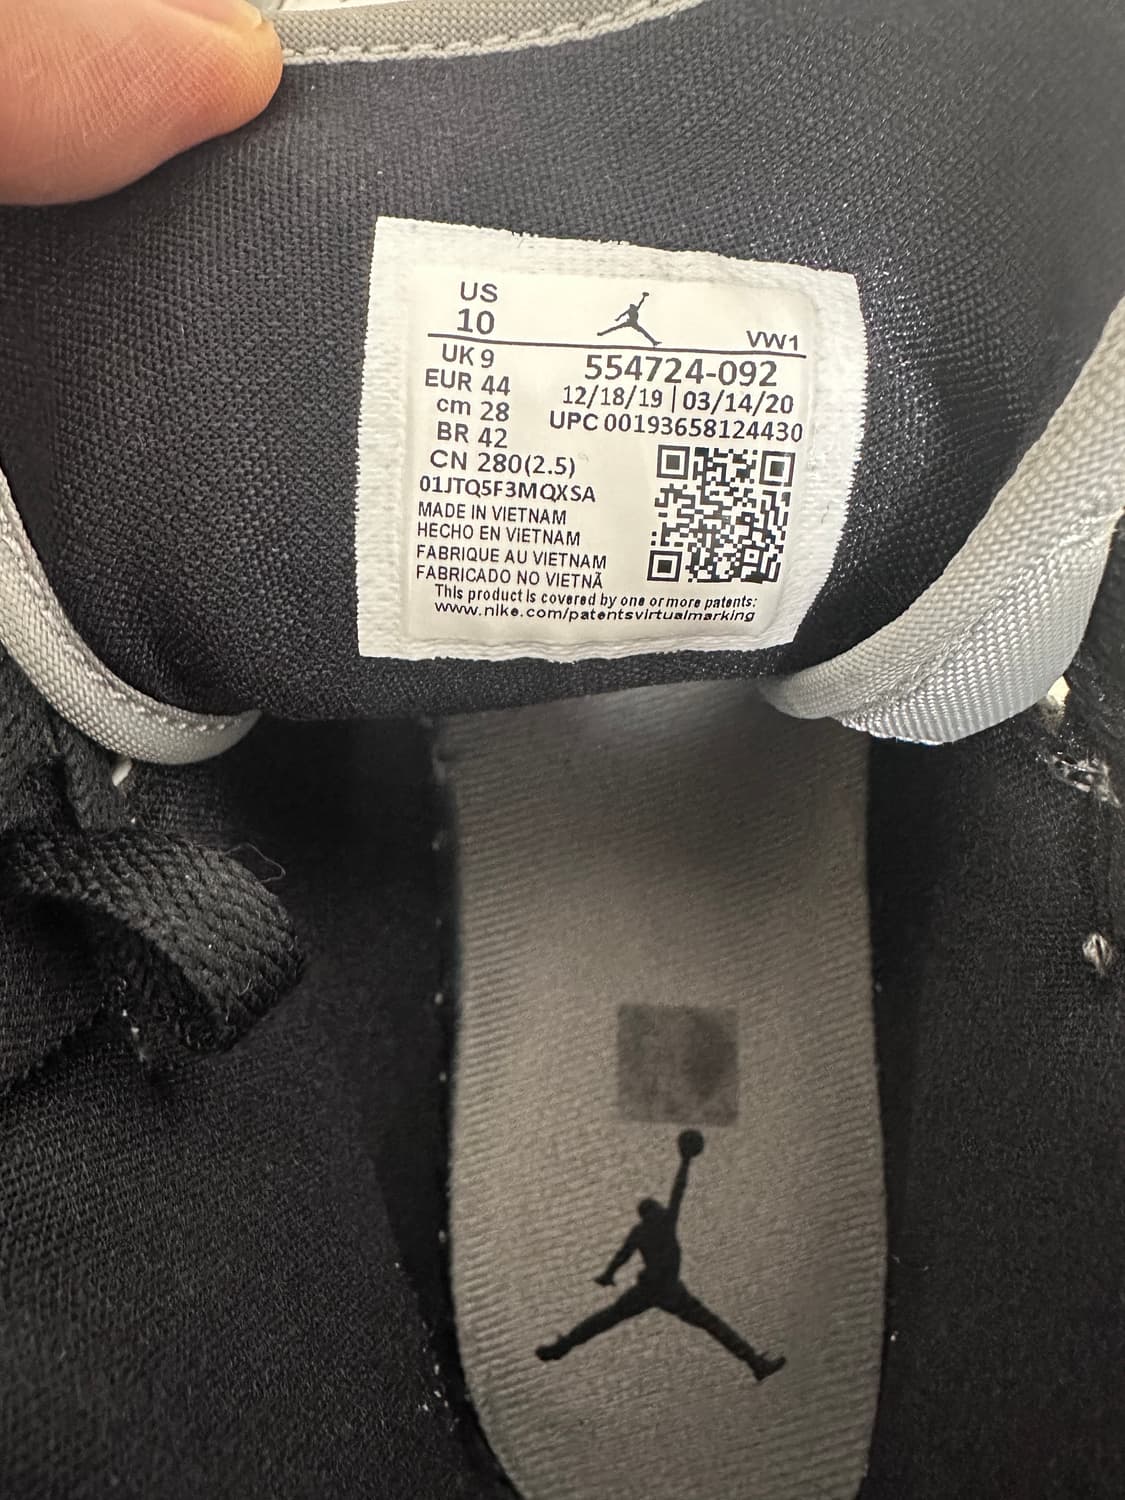 US
10
VW1
UK 9
554724-092
EUR 44
12/18/19 | 03/14/20
cm 28
UPC 00193658124430
BR 42
CN 280(2.5)
01JTQ5F3MQXSA
MADE IN VIETNAM
HECHO EN VIETNAM
FABRIQUE AU VIETNAM
FABRICADO NO VIETNÃ
This product is covered by one or more patents:
www.nike.com/patentsvirtualmarking